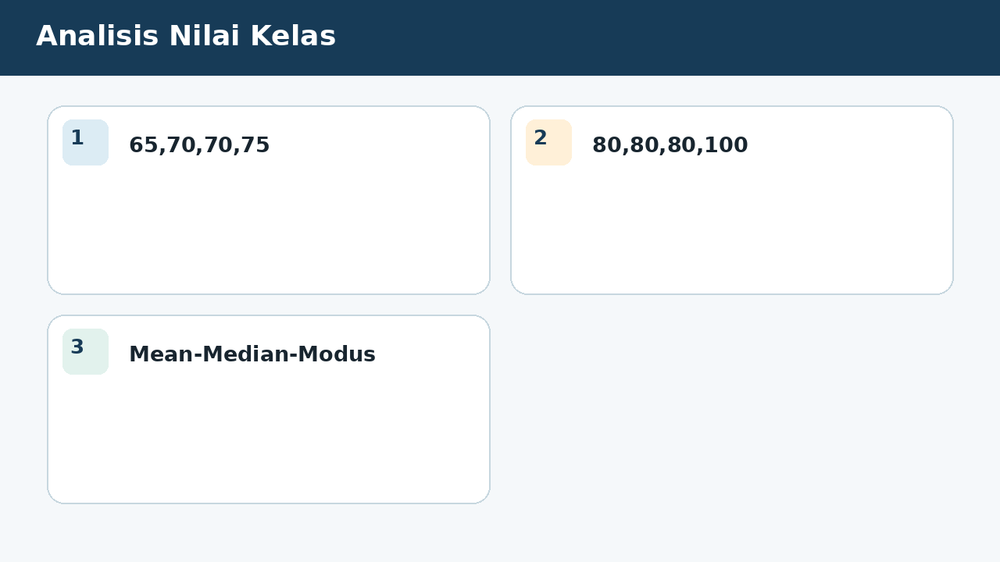 Analisis Nilai Kelas
1
65,70,70,75
2
80,80,80,100
3
Mean-Median-Modus